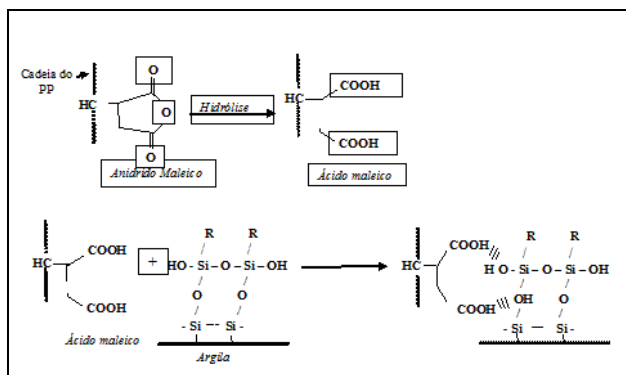 O
Cadeia do
PP
HC
O
Hidrólise
HC
COOH
COOH
O
Anidrido Maleico
Ácido maleico
R R
COOH
HC
+
HO-Si-O-Si-OH
COOH
O O
- Si -- Si -
Ácido maleico
Argila
R R
COOH
HC
HO-Si-O-Si-OH
COOH
OH O
- Si — Si -